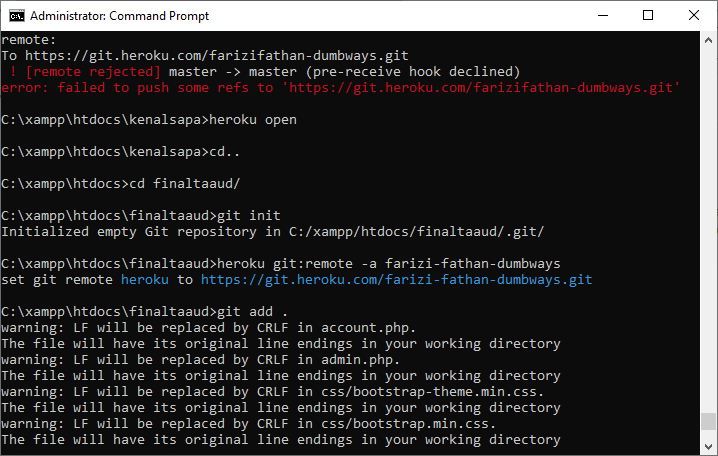 Administrator: Command Prompt
remote:
To https://git.heroku.com/farizifathan-dumbways.git
 ! [remote rejected] master -> master (pre-receive hook declined)
error: failed to push some refs to 'https://git.heroku.com/farizifathan-dumbways.git'
C:\xampp\htdocs\kenalsapa>heroku open
C:\xampp\htdocs\kenalsapa>cd..
C:\xampp\htdocs>cd finaltaaud/
C:\xampp\htdocs\finaltaaud>git init
Initialized empty Git repository in C:/xampp/htdocs/finaltaaud/.git/
C:\xampp\htdocs\finaltaaud>heroku git:remote -a farizi-fathan-dumbways
set git remote heroku to https://git.heroku.com/farizi-fathan-dumbways.git
C:\xampp\htdocs\finaltaaud>git add .
warning: LF will be replaced by CRLF in account.php.
The file will have its original line endings in your working directory
warning: LF will be replaced by CRLF in admin.php.
The file will have its original line endings in your working directory
warning: LF will be replaced by CRLF in css/bootstrap-theme.min.css.
The file will have its original line endings in your working directory
warning: LF will be replaced by CRLF in css/bootstrap.min.css.
The file will have its original line endings in your working directory